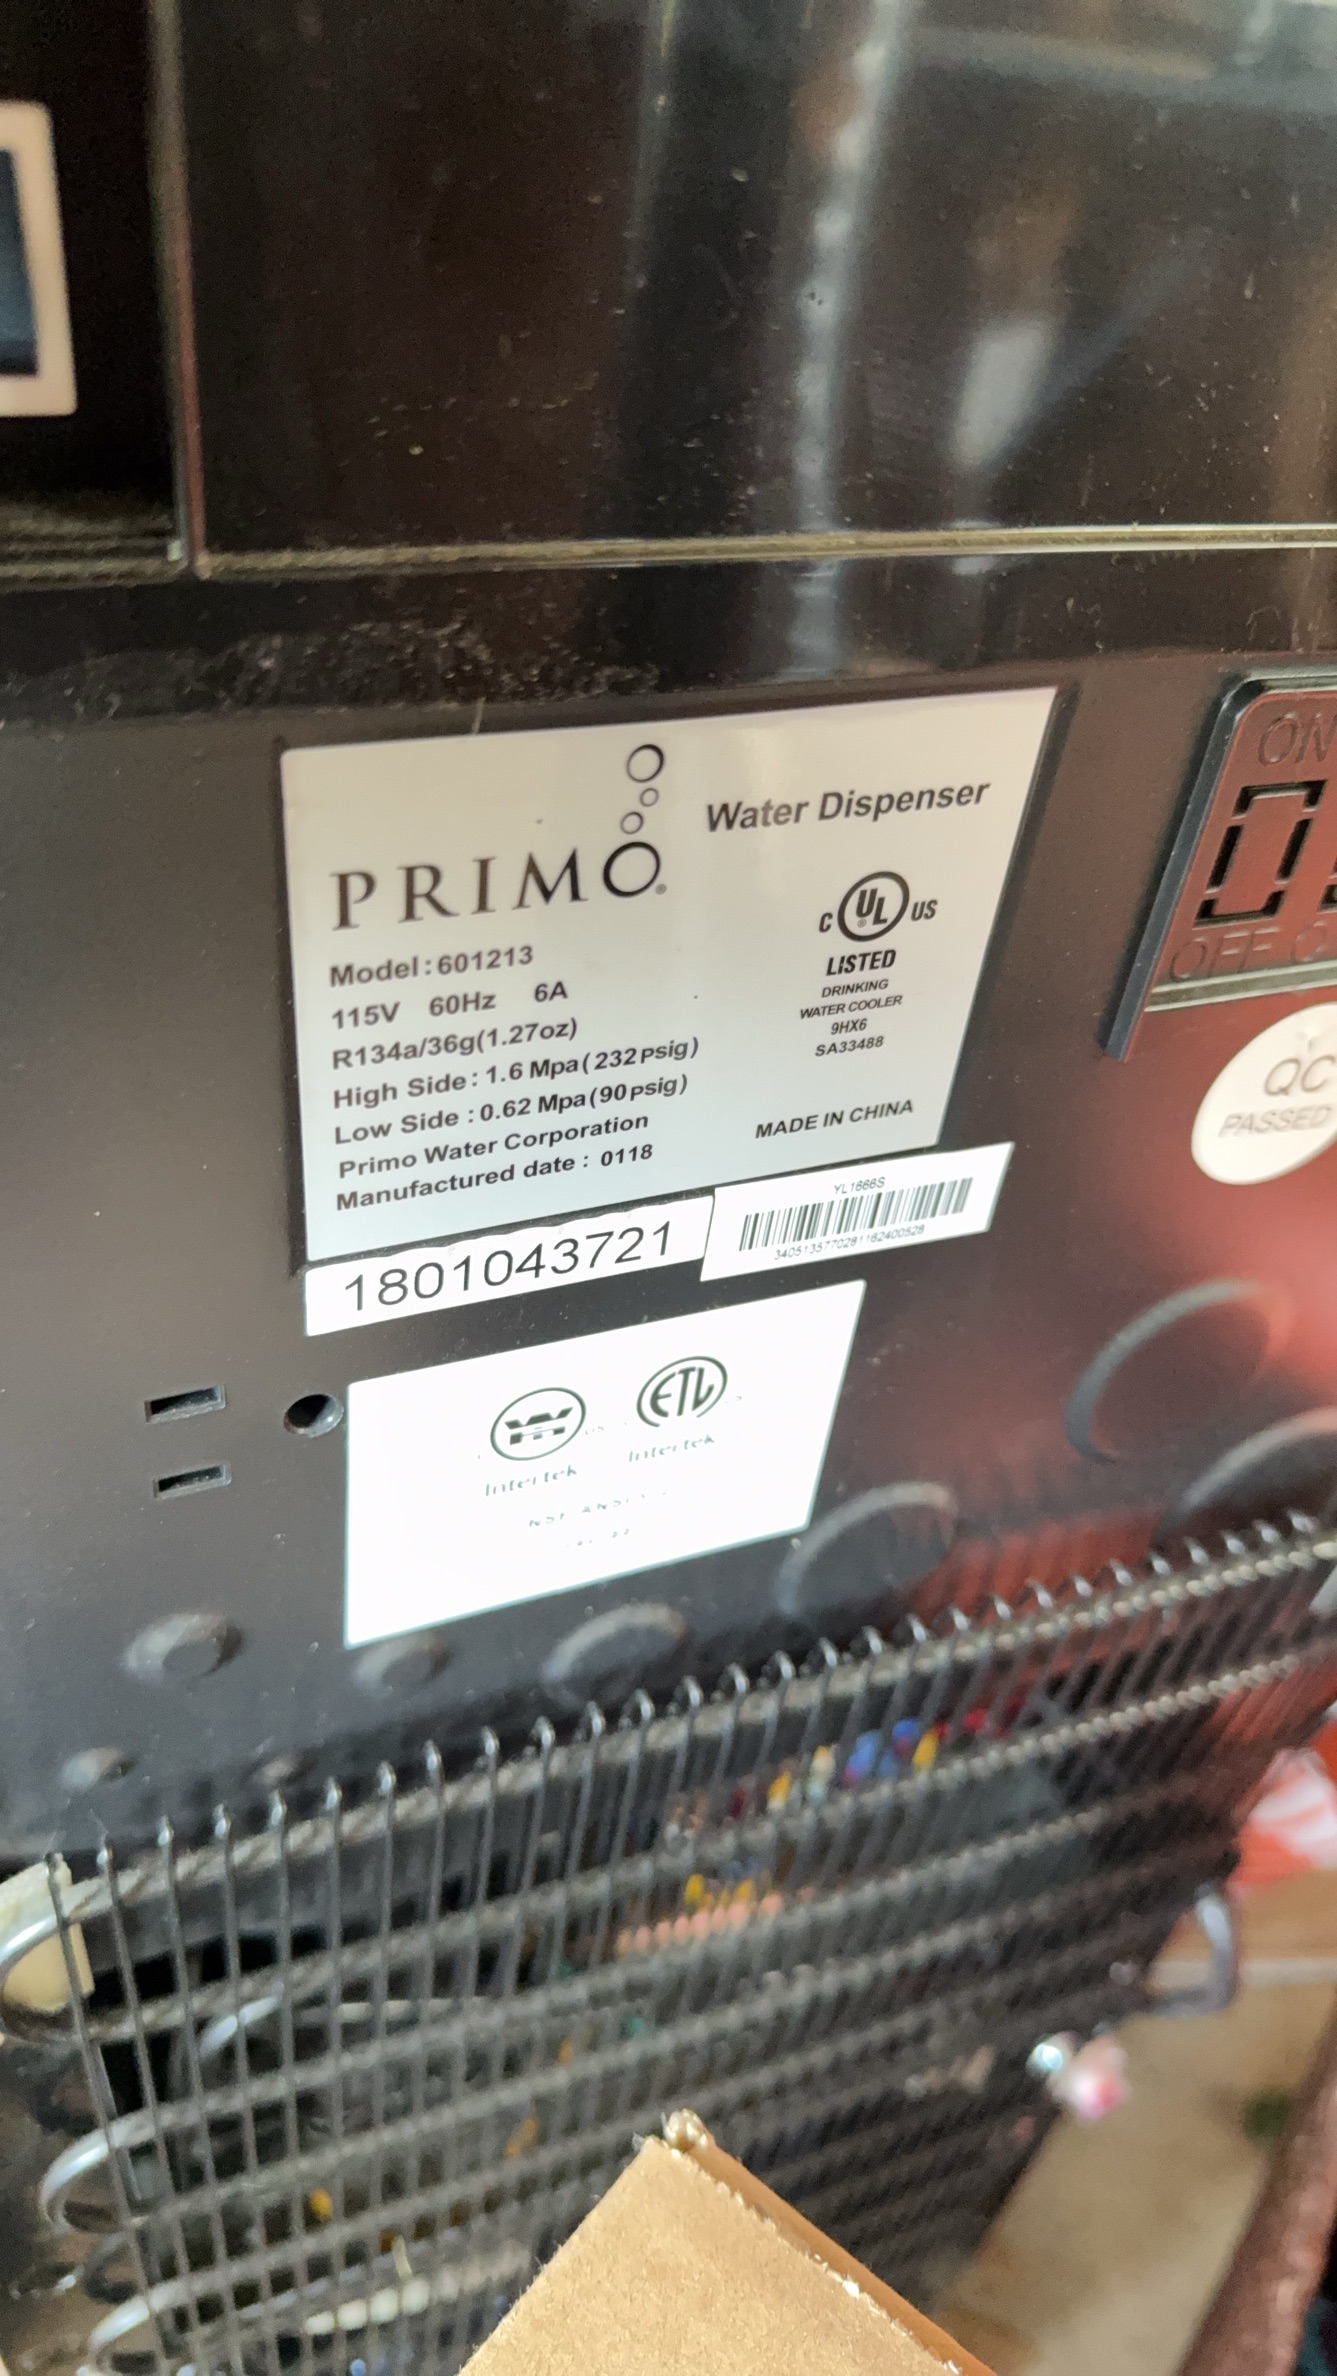 PRIMO®
Water Dispenser
Model:601213
115V 60Hz 6A
R134a/36g(1.27oz)
High Side:1.6 Mpa(232psig)
Low Side:0.62 Mpa(90psig)
Primo Water Corporation
Manufactured date: 0118
C UL® US
LISTED
DRINKING
WATER COOLER
9HX6
SA33488
MADE IN CHINA
1801043721
YL1666S
ETL
Intertek
Intertek
ON
OFF
QC
PASSED